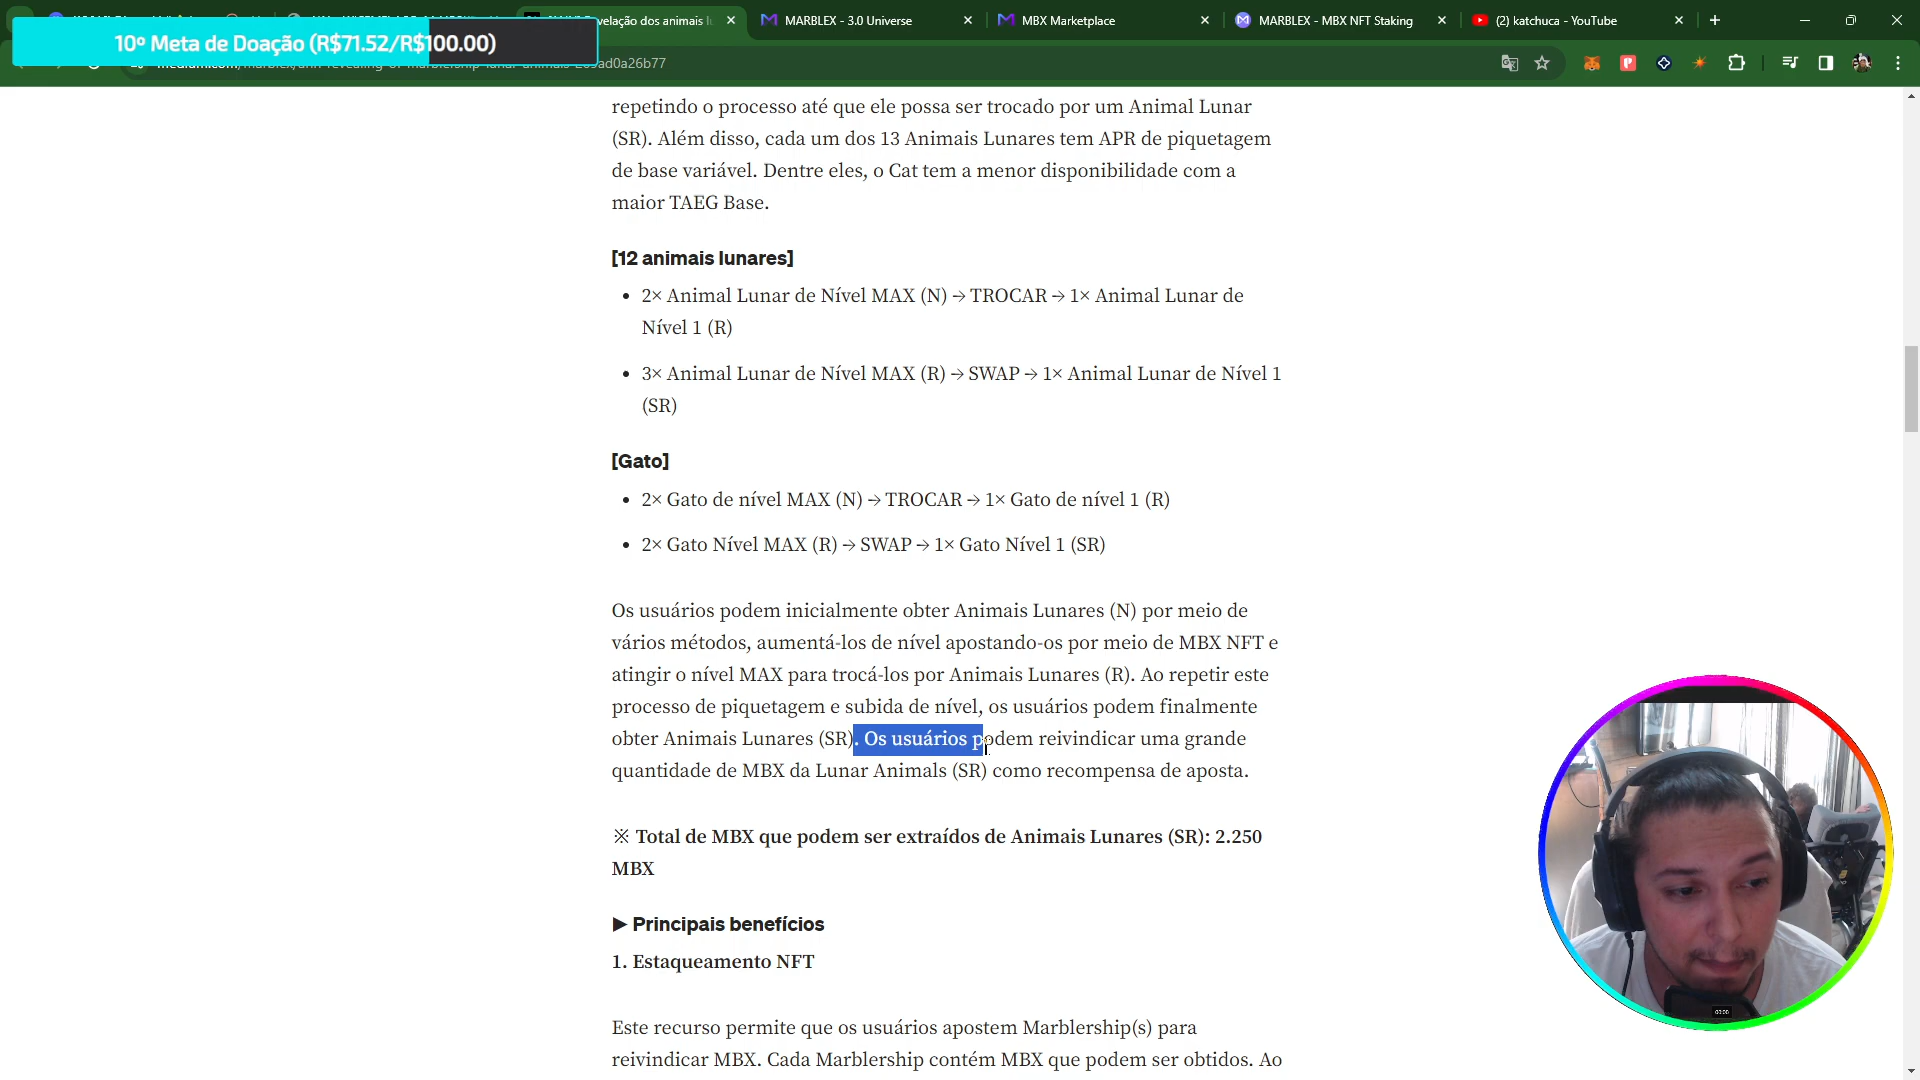 velação dos animais l
MARBLEX - 3.0 Universe
MBX Marketplace
MARBLEX - MBX NFT Staking
(2) katchuca - YouTube
10º Meta de Doação (R$71.52/R$100.00)
ad0a26b77
repetindo o processo até que ele possa ser trocado por um Animal Lunar
(SR). Além disso, cada um dos 13 Animais Lunares tem APR de piquetagem
de base variável. Dentre eles, o Cat tem a menor disponibilidade com a
maior TAEG Base.
[12 animais lunares]
• 2× Animal Lunar de Nível MAX (N) → TROCAR → 1× Animal Lunar de
Nível 1 (R)
• 3× Animal Lunar de Nível MAX (R) → SWAP → 1× Animal Lunar de Nível 1
(SR)
[Gato]
• 2× Gato de nível MAX (N) → TROCAR → 1× Gato de nível 1 (R)
• 2× Gato Nível MAX (R) → SWAP → 1× Gato Nível 1 (SR)
Os usuários podem inicialmente obter Animais Lunares (N) por meio de
vários métodos, aumentá-los de nível apostando-os por meio de MBX NFT e
atingir o nível MAX para trocá-los por Animais Lunares (R). Ao repetir este
processo de piquetagem e subida de nível, os usuários podem finalmente
obter Animais Lunares (SR). Os usuários podem reivindicar uma grande
quantidade de MBX da Lunar Animals (SR) como recompensa de aposta.
※ Total de MBX que podem ser extraídos de Animais Lunares (SR): 2.250
MBX
▶ Principais benefícios
1. Estaqueamento NFT
Este recurso permite que os usuários apostem Marblership(s) para
reivindicar MBX. Cada Marblership contém MBX que podem ser obtidos. Ao
00:00